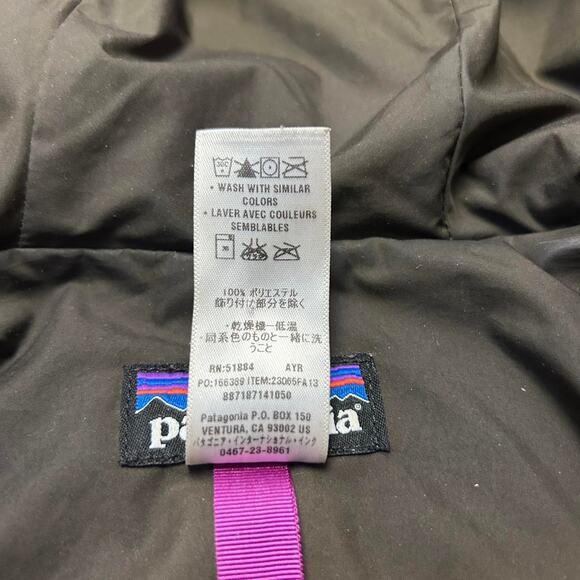 30C
• WASH WITH SIMILAR
COLORS
• LAVER AVEC COULEURS
SEMBLABLES
100% ポリエステル
飾り付け部分を除く
・乾燥機ー低温
・同系色のものと一緒に洗
うこと
RN:51884 AYR
PO:166389 ITEM:23065FA13
887187141050
Patagonia P.O. BOX 150
VENTURA, CA 93002 US
パタゴニア・インターナショナル・インク
0467-23-8961